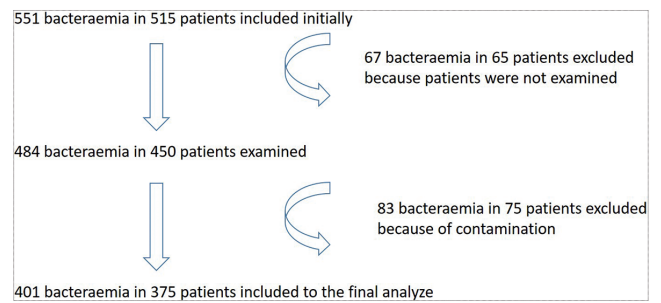 551 bacteraemia in 515 patients included initially
67 bacteraemia in 65 patients excluded
because patients were not examined
484 bacteraemia in 450 patients examined
83 bacteraemia in 75 patients excluded
because of contamination
401 bacteraemia in 375 patients included to the final analyze